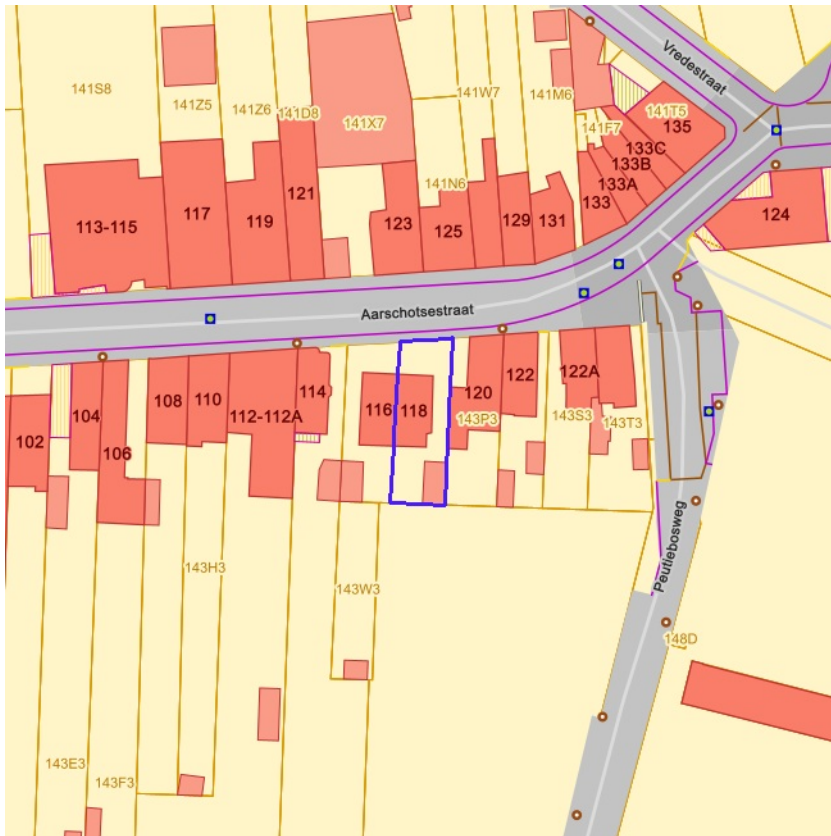 Vredestraat
141S8
141Z5
141Z6
141D8
141X7
141W7
141M6
141T5
141F7
135
133C
133B
133A
133
141N6
113-115
117
119
121
123
125
129
131
124
Aarschotsestraat
102
104
106
108
110
112-112A
114
116
118
120
122
122A
143P3
143S3
143T3
Peutiebosweg
143H3
143W3
148D
143E3
143F3